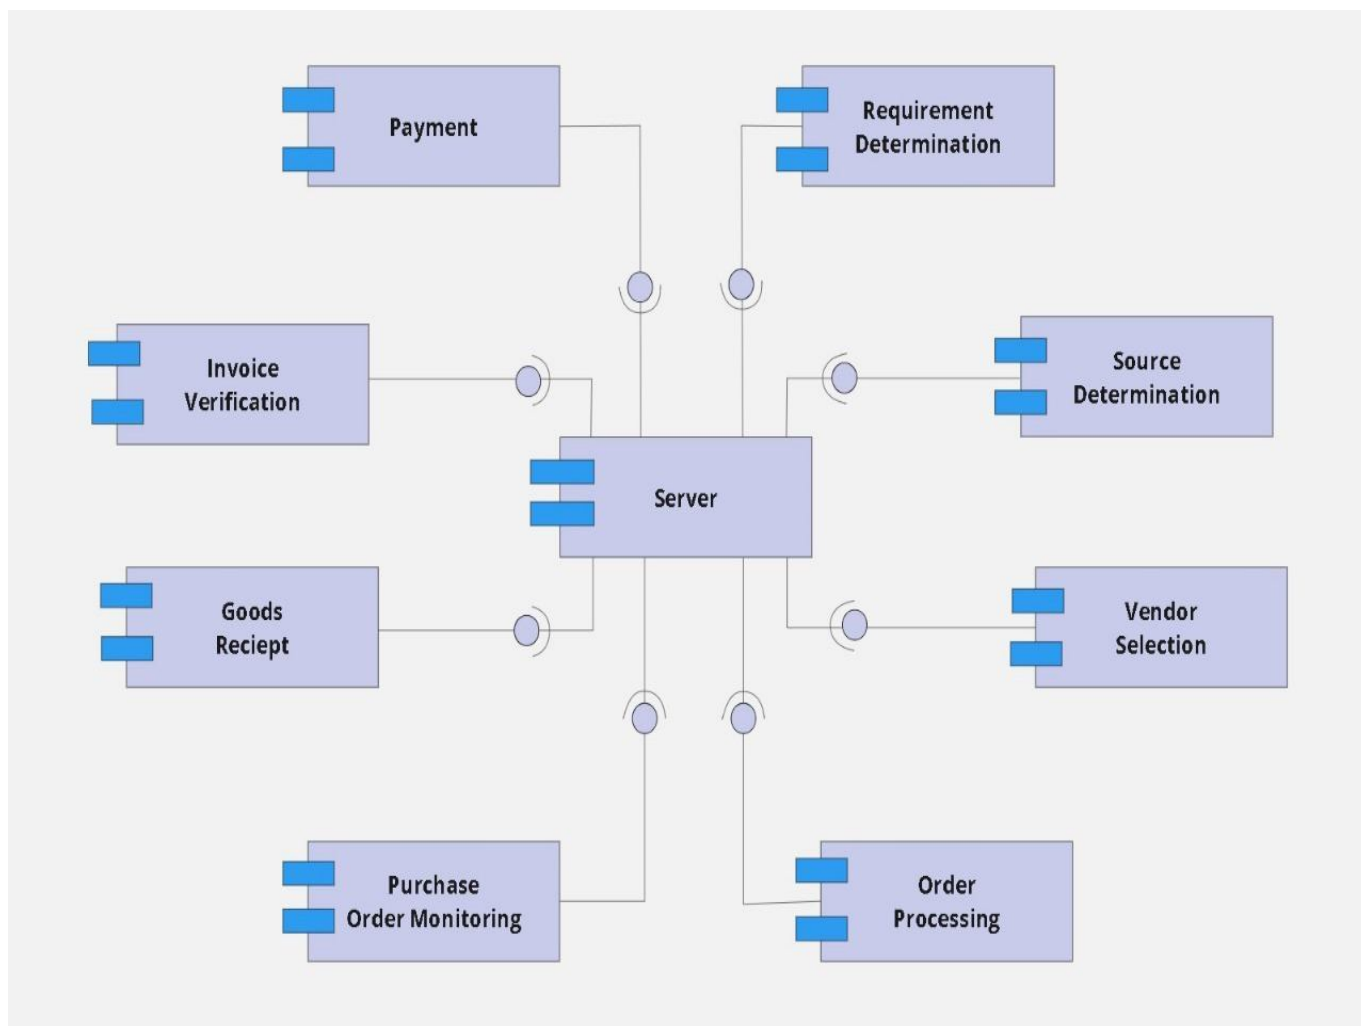 Payment
Requirement
Determination
Invoice
Verification
Source
Determination
Server
Goods
Reciept
Vendor
Selection
Purchase
Order Monitoring
Order
Processing